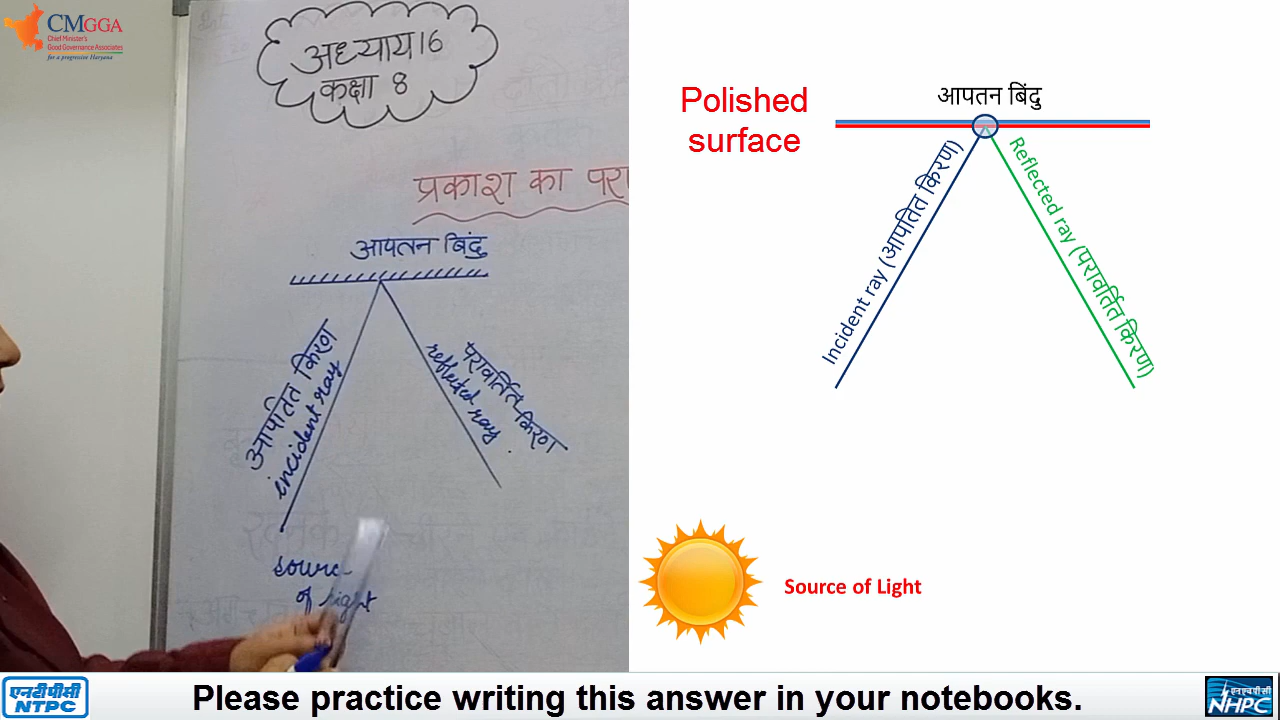 CMGGA
Chief Minister's
Good Governance Associates
for a progressive Haryana
अध्याय 16
कक्षा 8
प्रकाश का परा
आपतन बिंदु
आपतित किरण
incident ray
परावर्तित किरण
reflected ray
source
of light
Polished
surface
आपतन बिंदु
Incident ray (आपतित किरण)
Reflected ray (परावर्तित किरण)
Source of Light
एनटीपीसी
NTPC
Please practice writing this answer in your notebooks.
एनएचपीसी
NHPC